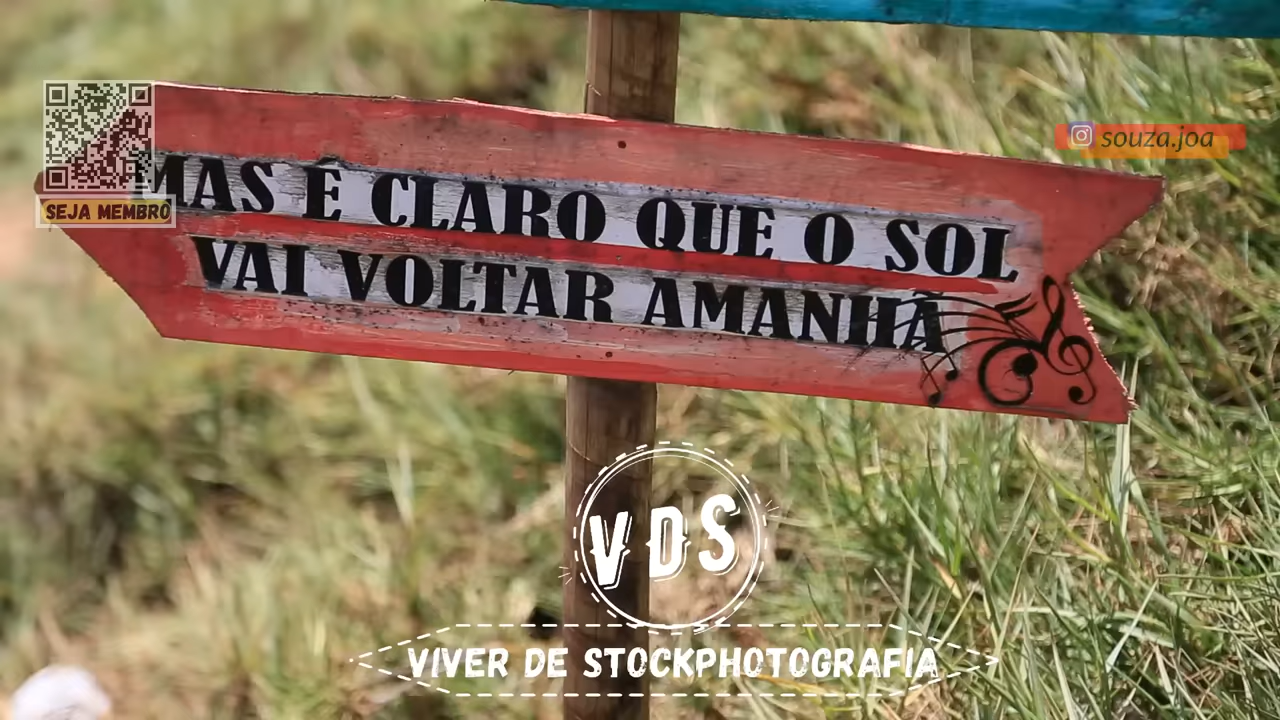 SEJA MEMBRO
souza.joa
MAS É CLARO QUE O SOL
VAI VOLTAR AMANHÃ
VDS
VIVER DE STOCKPHOTOGRAFIA